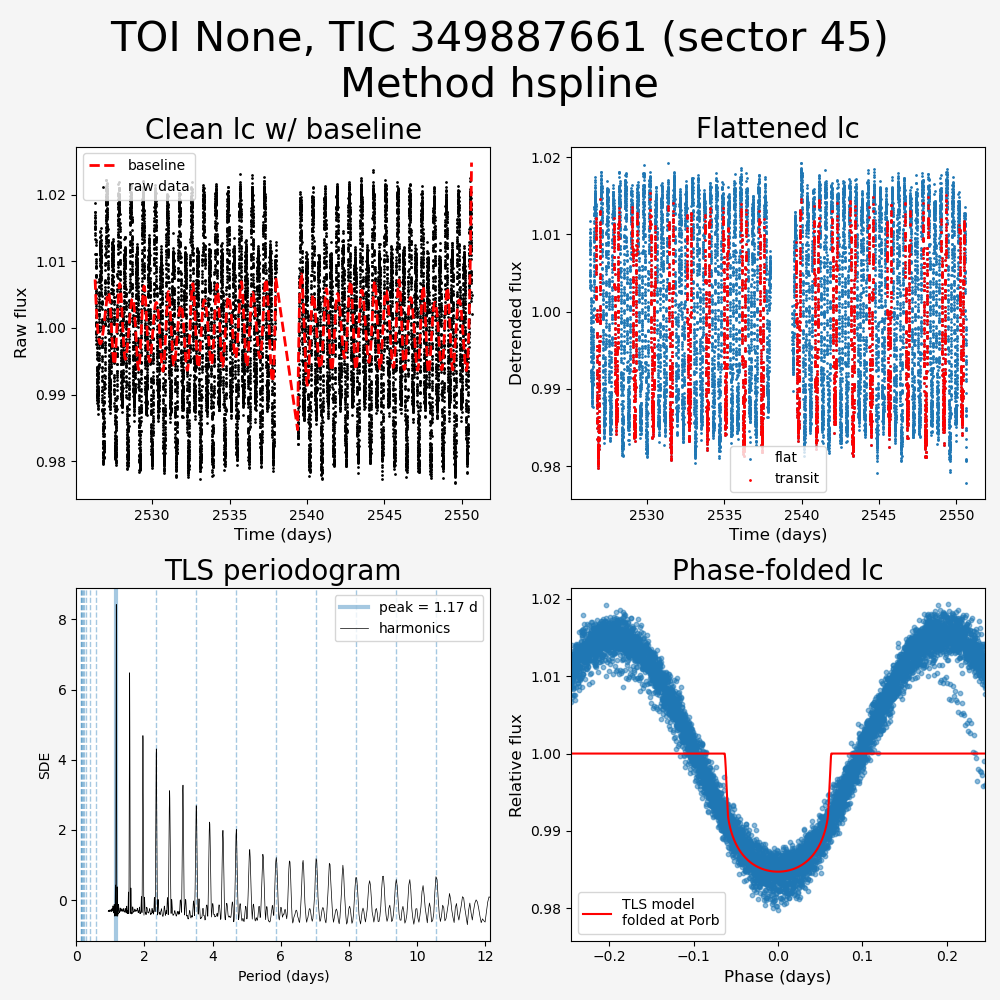 TOI None, TIC 349887661 (sector 45)
Method hspline
Clean lc w/ baseline
baseline
raw data
Raw flux
1.02
1.01
1.00
0.99
0.98
2530
2535
2540
2545
2550
Time (days)
Flattened lc
flat
transit
Detrended flux
1.02
1.01
1.00
0.99
0.98
2530
2535
2540
2545
2550
Time (days)
TLS periodogram
peak = 1.17 d
harmonics
SDE
8
6
4
2
0
0
2
4
6
8
10
12
Period (days)
Phase-folded lc
TLS model
folded at Porb
Relative flux
1.02
1.01
1.00
0.99
0.98
−0.2
−0.1
0.0
0.1
0.2
Phase (days)